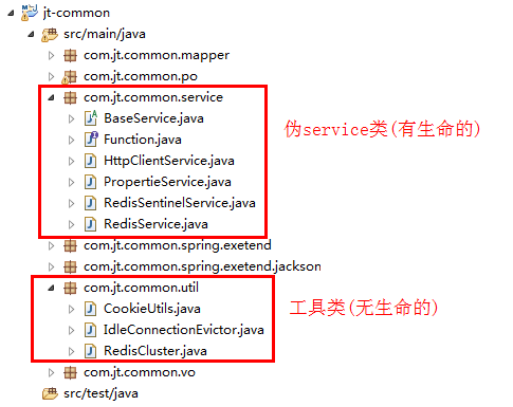 jt-common
src/main/java
com.jt.common.mapper
com.jt.common.po
com.jt.common.service
BaseService.java
Function.java
HttpClientService.java
PropertieService.java
RedisSentinelService.java
RedisService.java
伪service类(有生命的)
com.jt.common.spring.exetend
com.jt.common.spring.exetend.jackson
com.jt.common.util
CookieUtils.java
IdleConnectionEvictor.java
RedisCluster.java
工具类(无生命的)
com.jt.common.vo
src/test/java